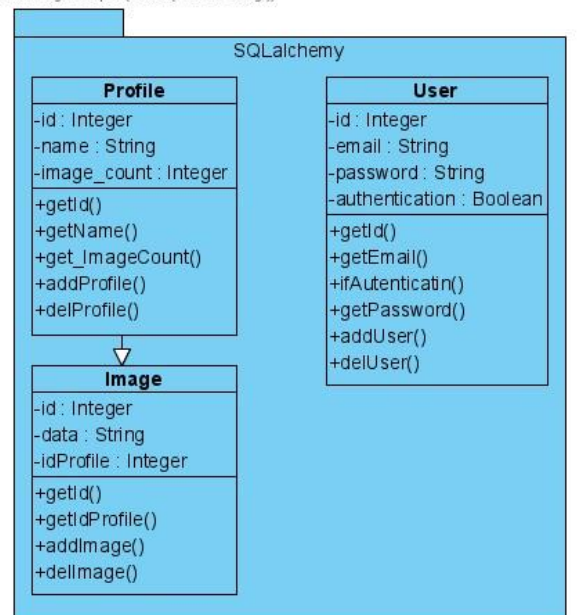 SQLalchemy
Profile
-id : Integer
-name : String
-image_count : Integer
+getId()
+getName()
+get_ImageCount()
+addProfile()
+delProfile()
Image
-id : Integer
-data : String
-idProfile : Integer
+getId()
+getIdProfile()
+addImage()
+delImage()
User
-id : Integer
-email : String
-password : String
-authentication : Boolean
+getId()
+getEmail()
+ifAutenticatin()
+getPassword()
+addUser()
+delUser()